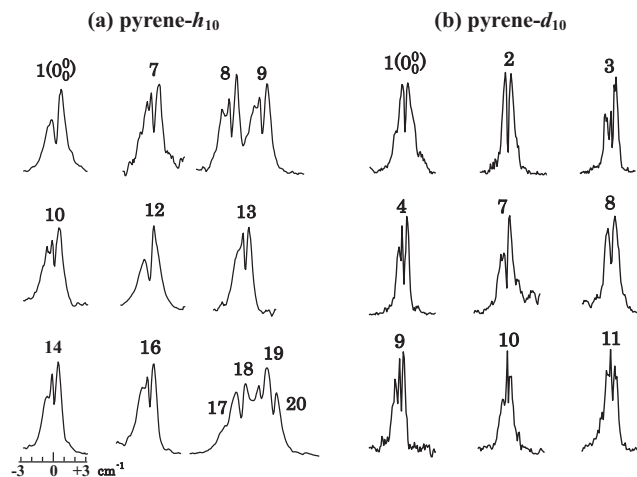 (a) pyrene-h₁₀ (b) pyrene-d₁₀
1(0⁰₀) 7 8 9 1(0⁰₀) 2 3
10 12 13 4 7 8
14 16 17 18 19 20 9 10 11
-3 0 +3 cm⁻¹